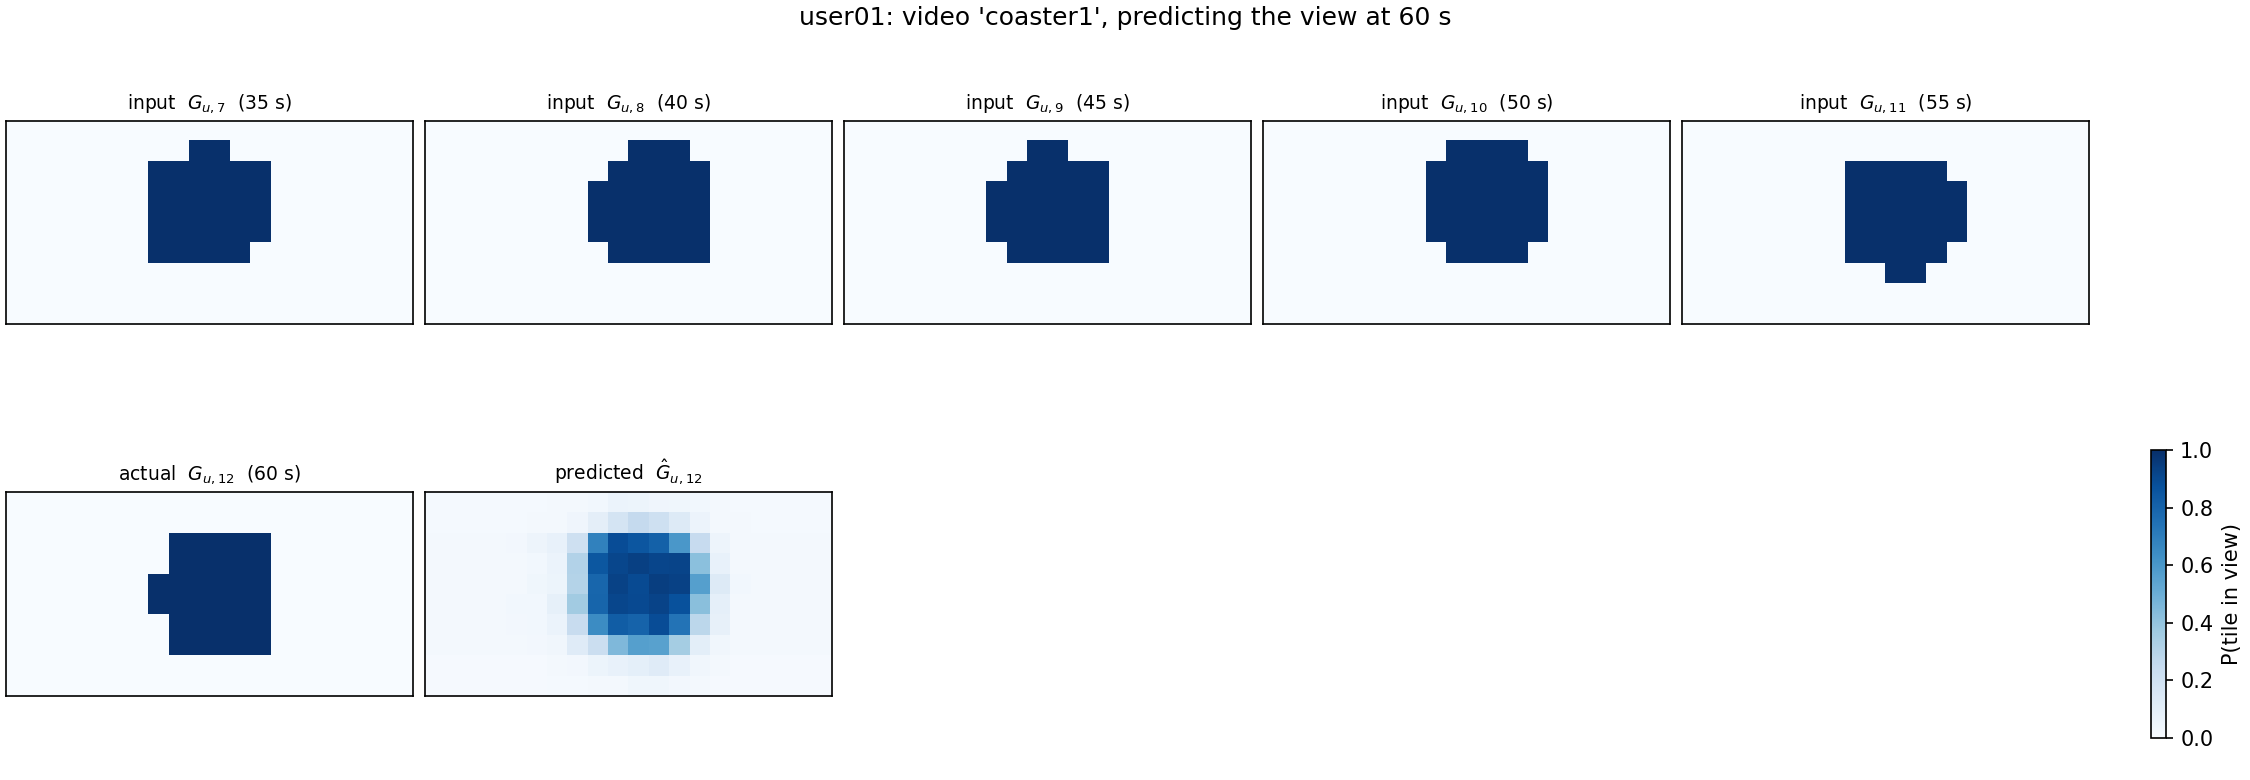 user01: video 'coaster1', predicting the view at 60 s
input G_{u,7} (35 s)
input G_{u,8} (40 s)
input G_{u,9} (45 s)
input G_{u,10} (50 s)
input G_{u,11} (55 s)
actual G_{u,12} (60 s)
predicted Ĝ_{u,12}
1.0
0.8
0.6
0.4
0.2
0.0
P(tile in view)